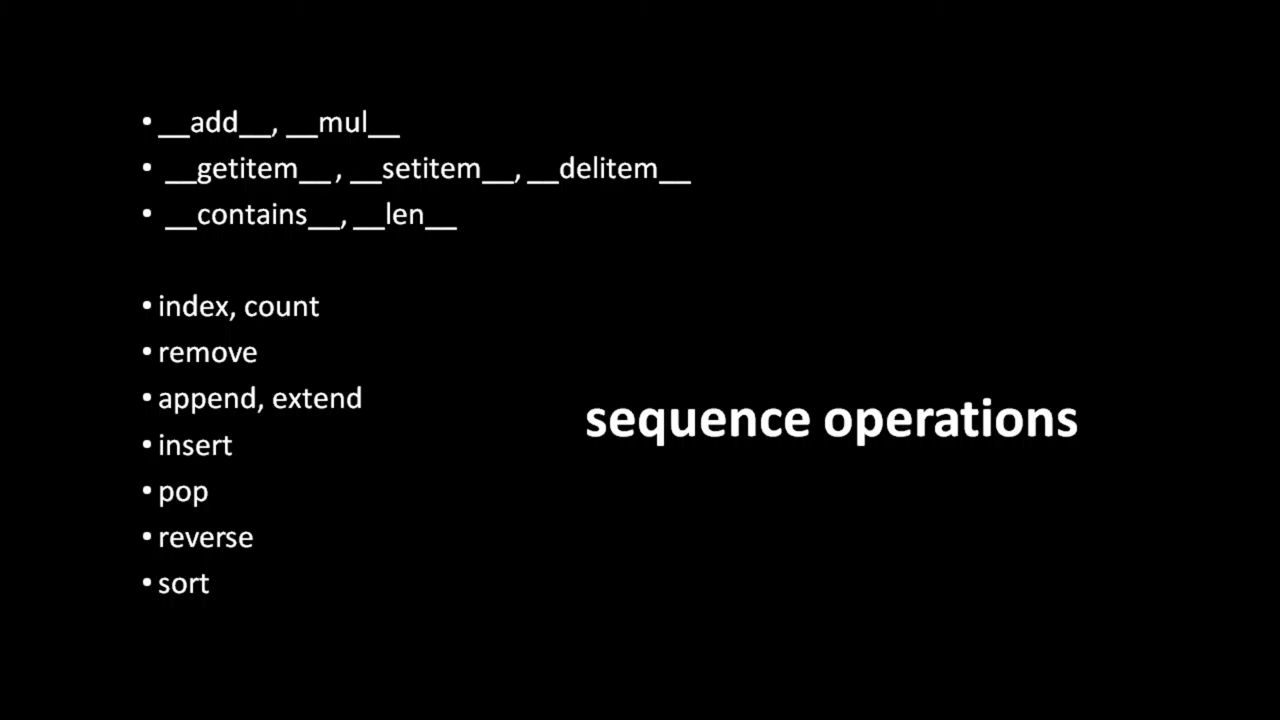 • __add__, __mul__
• __getitem__, __setitem__, __delitem__
• __contains__, __len__
• index, count
• remove
• append, extend
• insert
• pop
• reverse
• sort
sequence operations